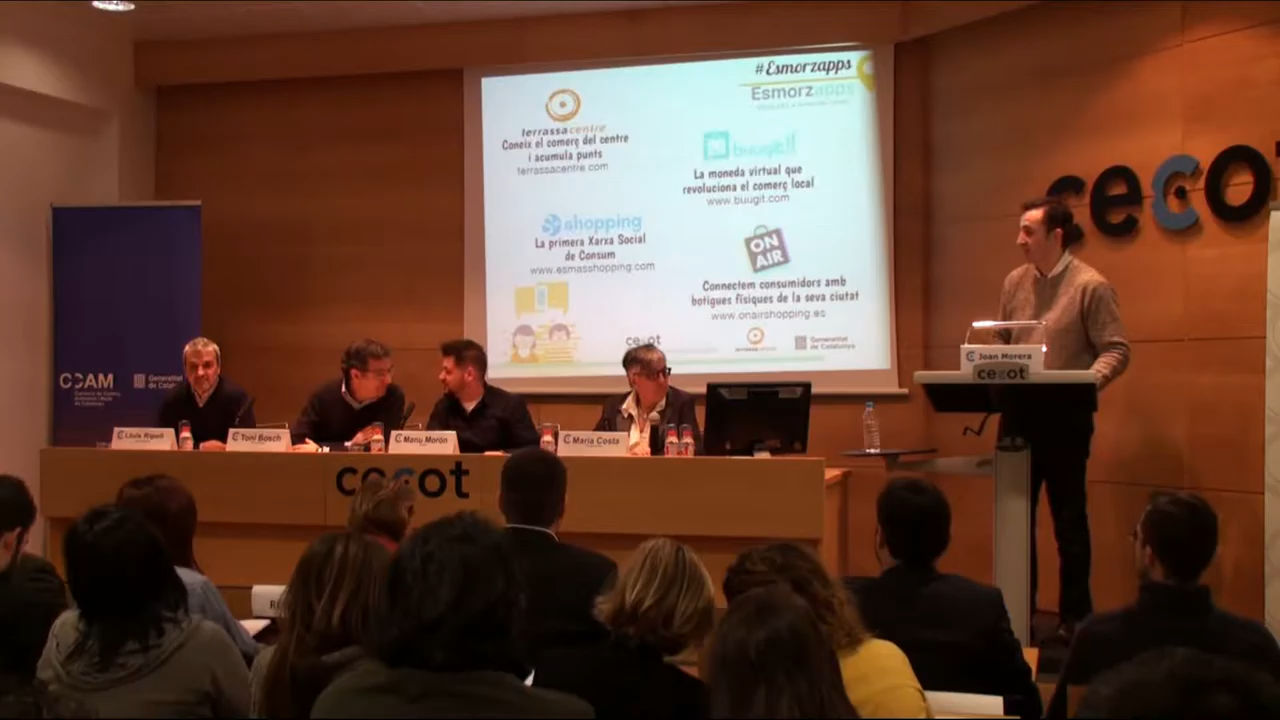 #Esmorzapps
Esmorzapps
terrassacentre
Coneix el comerç del centre
i acumula punts
terrassacentre.com
buugit!!
La moneda virtual que
revoluciona el comerç local
www.buugit.com
shopping
La primera Xarxa Social
de Consum
www.esmasshopping.com
ON
AIR
Connectem consumidors amb
botigues físiques de la seva ciutat
www.onairshopping.es
cecot
terrassacentre
Generalitat
de Catalunya
cecot
CCAM
Generalitat
Joan Morera
cecot
Lluís Ripoll
Toni Bosch
Manu Morón
Maria Costa
cecot